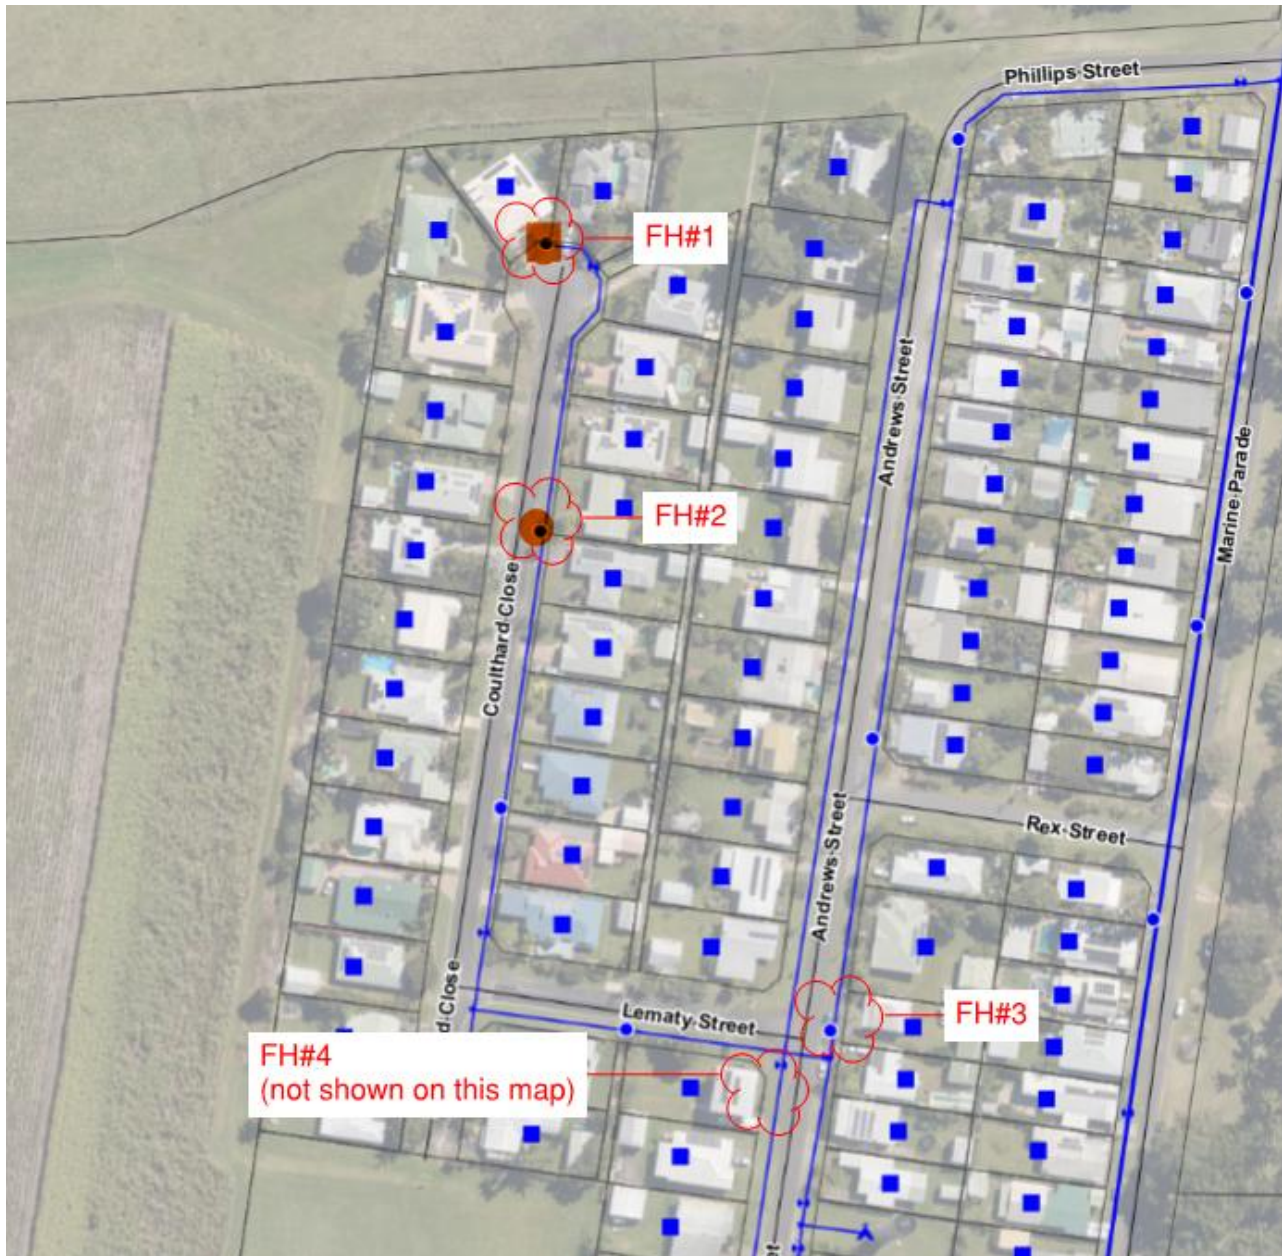 Phillips Street
FH#1
Andrews Street
Marine Parade
FH#2
Coulthard Close
Rex Street
Andrews Street
d Close
Lematy Street
FH#3
FH#4
(not shown on this map)
et